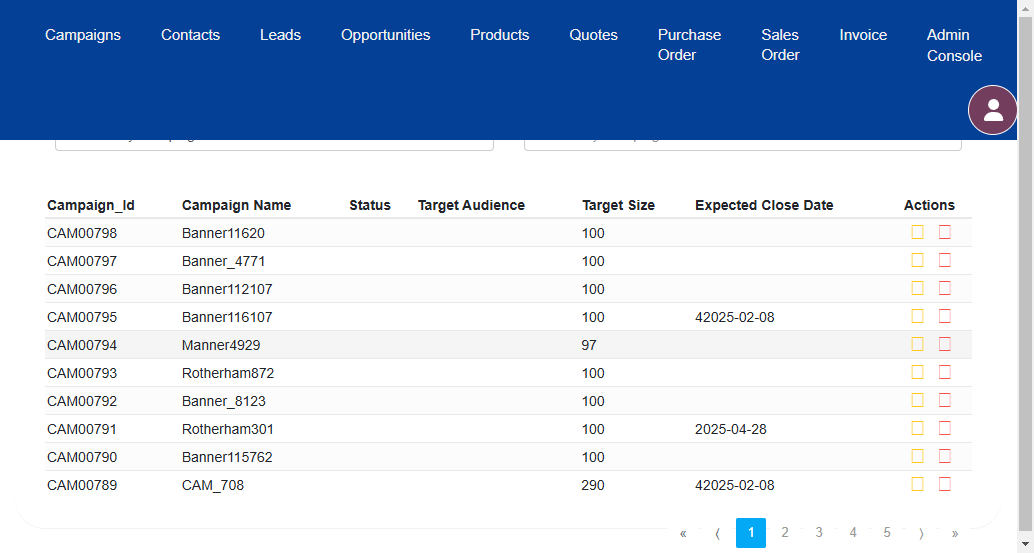 Campaigns Contacts Leads Opportunities Products Quotes Purchase Order Sales Order Invoice Admin Console
Campaign_Id Campaign Name Status Target Audience Target Size Expected Close Date Actions
CAM00798 Banner11620 100
CAM00797 Banner_4771 100
CAM00796 Banner112107 100
CAM00795 Banner116107 100 42025-02-08
CAM00794 Manner4929 97
CAM00793 Rotherham872 100
CAM00792 Banner_8123 100
CAM00791 Rotherham301 100 2025-04-28
CAM00790 Banner115762 100
CAM00789 CAM_708 290 42025-02-08
« ⟨ 1 2 3 4 5 ⟩ »